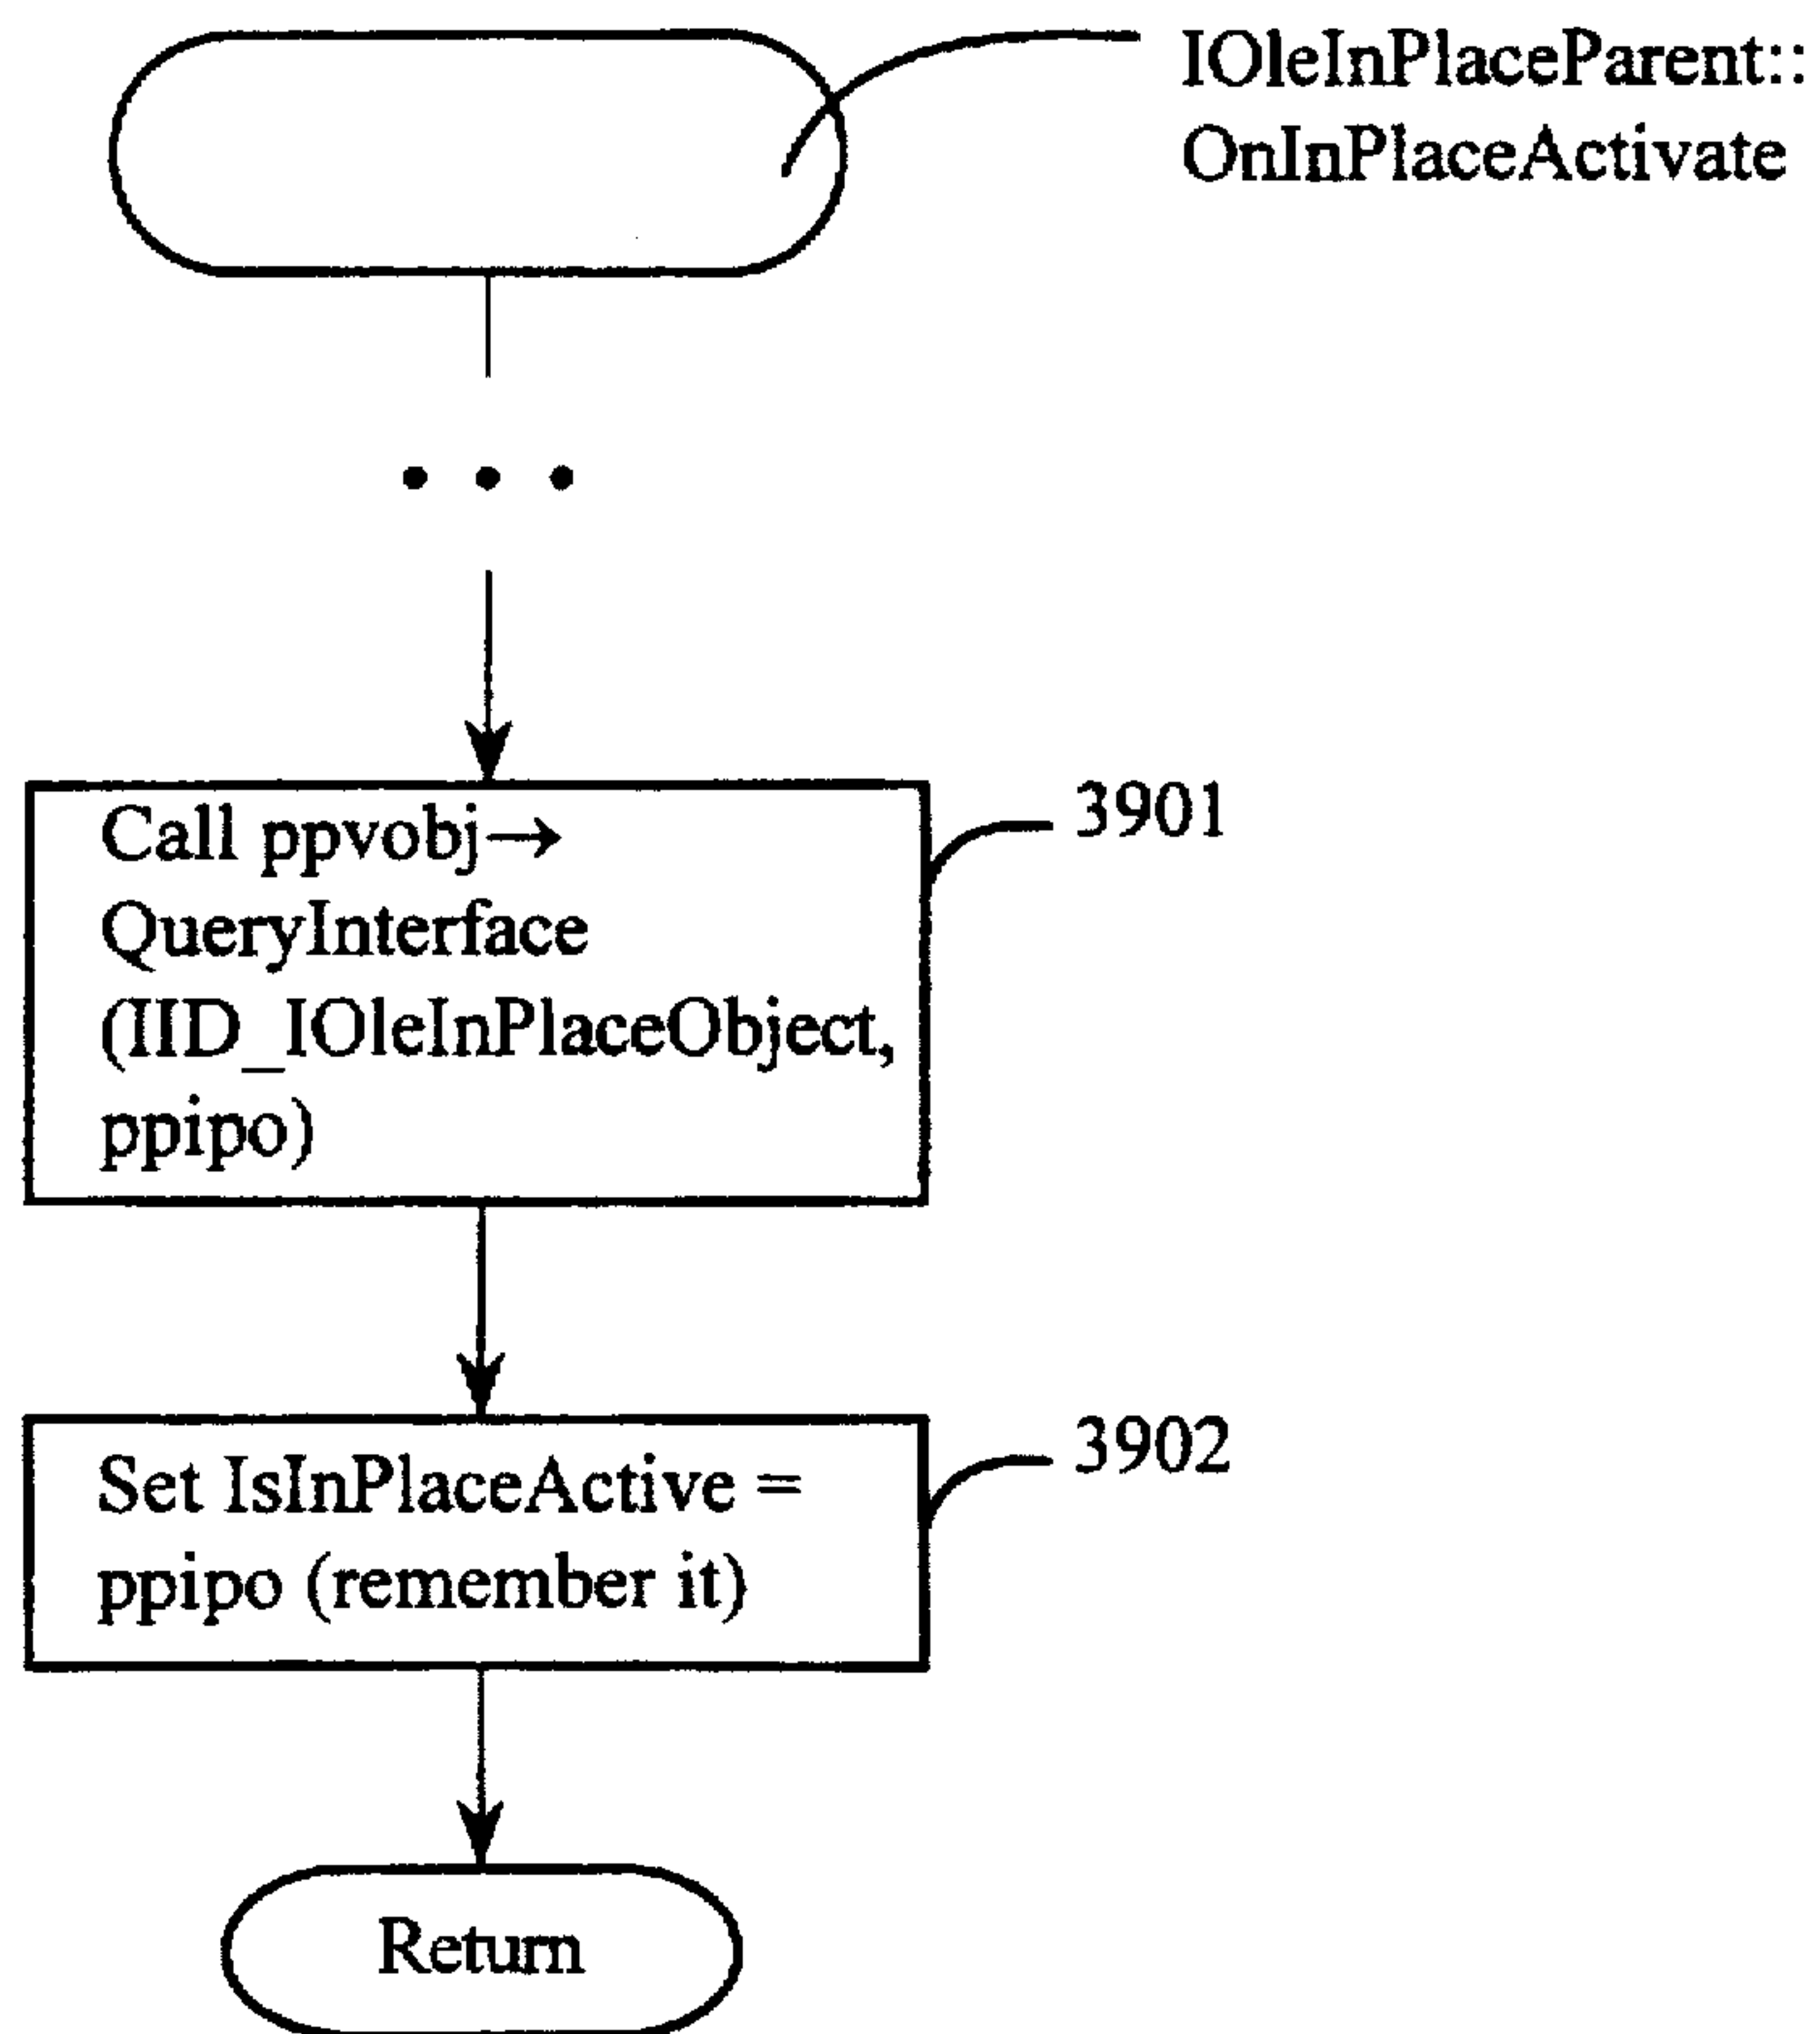 IOleInPlaceParent::
OnInPlaceActivate
Call ppvobj→
QueryInterface
(IID_IOleInPlaceObject,
ppipo)
3901
Set IsInPlaceActive =
ppipo (remember it)
3902
Return